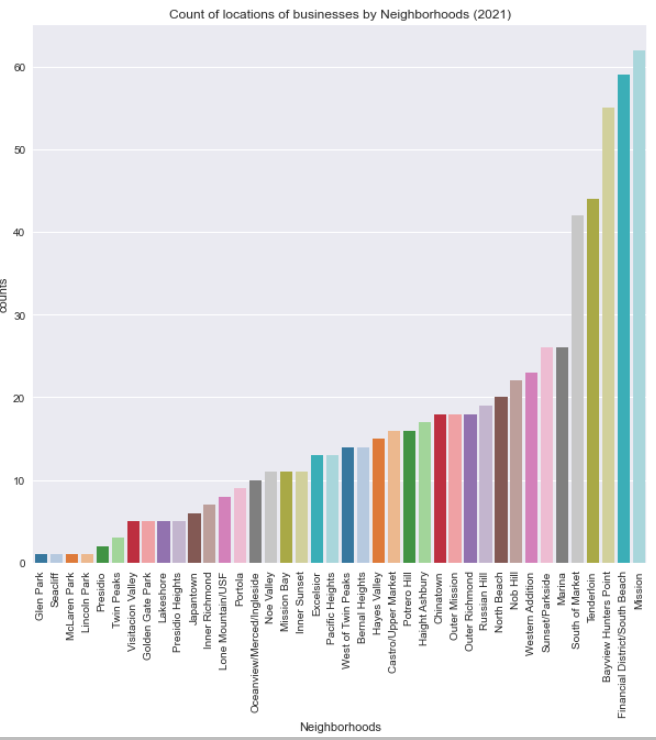 Count of locations of businesses by Neighborhoods (2021)
counts
60
50
40
30
20
10
0
Glen Park
Seacliff
McLaren Park
Lincoln Park
Presidio
Twin Peaks
Visitacion Valley
Golden Gate Park
Lakeshore
Presidio Heights
Japantown
Inner Richmond
Lone Mountain/USF
Portola
Oceanview/Merced/Ingleside
Noe Valley
Mission Bay
Inner Sunset
Excelsior
Pacific Heights
West of Twin Peaks
Bernal Heights
Hayes Valley
Castro/Upper Market
Potrero Hill
Haight Ashbury
Chinatown
Outer Mission
Outer Richmond
Russian Hill
North Beach
Nob Hill
Western Addition
Sunset/Parkside
Marina
South of Market
Tenderloin
Bayview Hunters Point
Financial District/South Beach
Mission
Neighborhoods